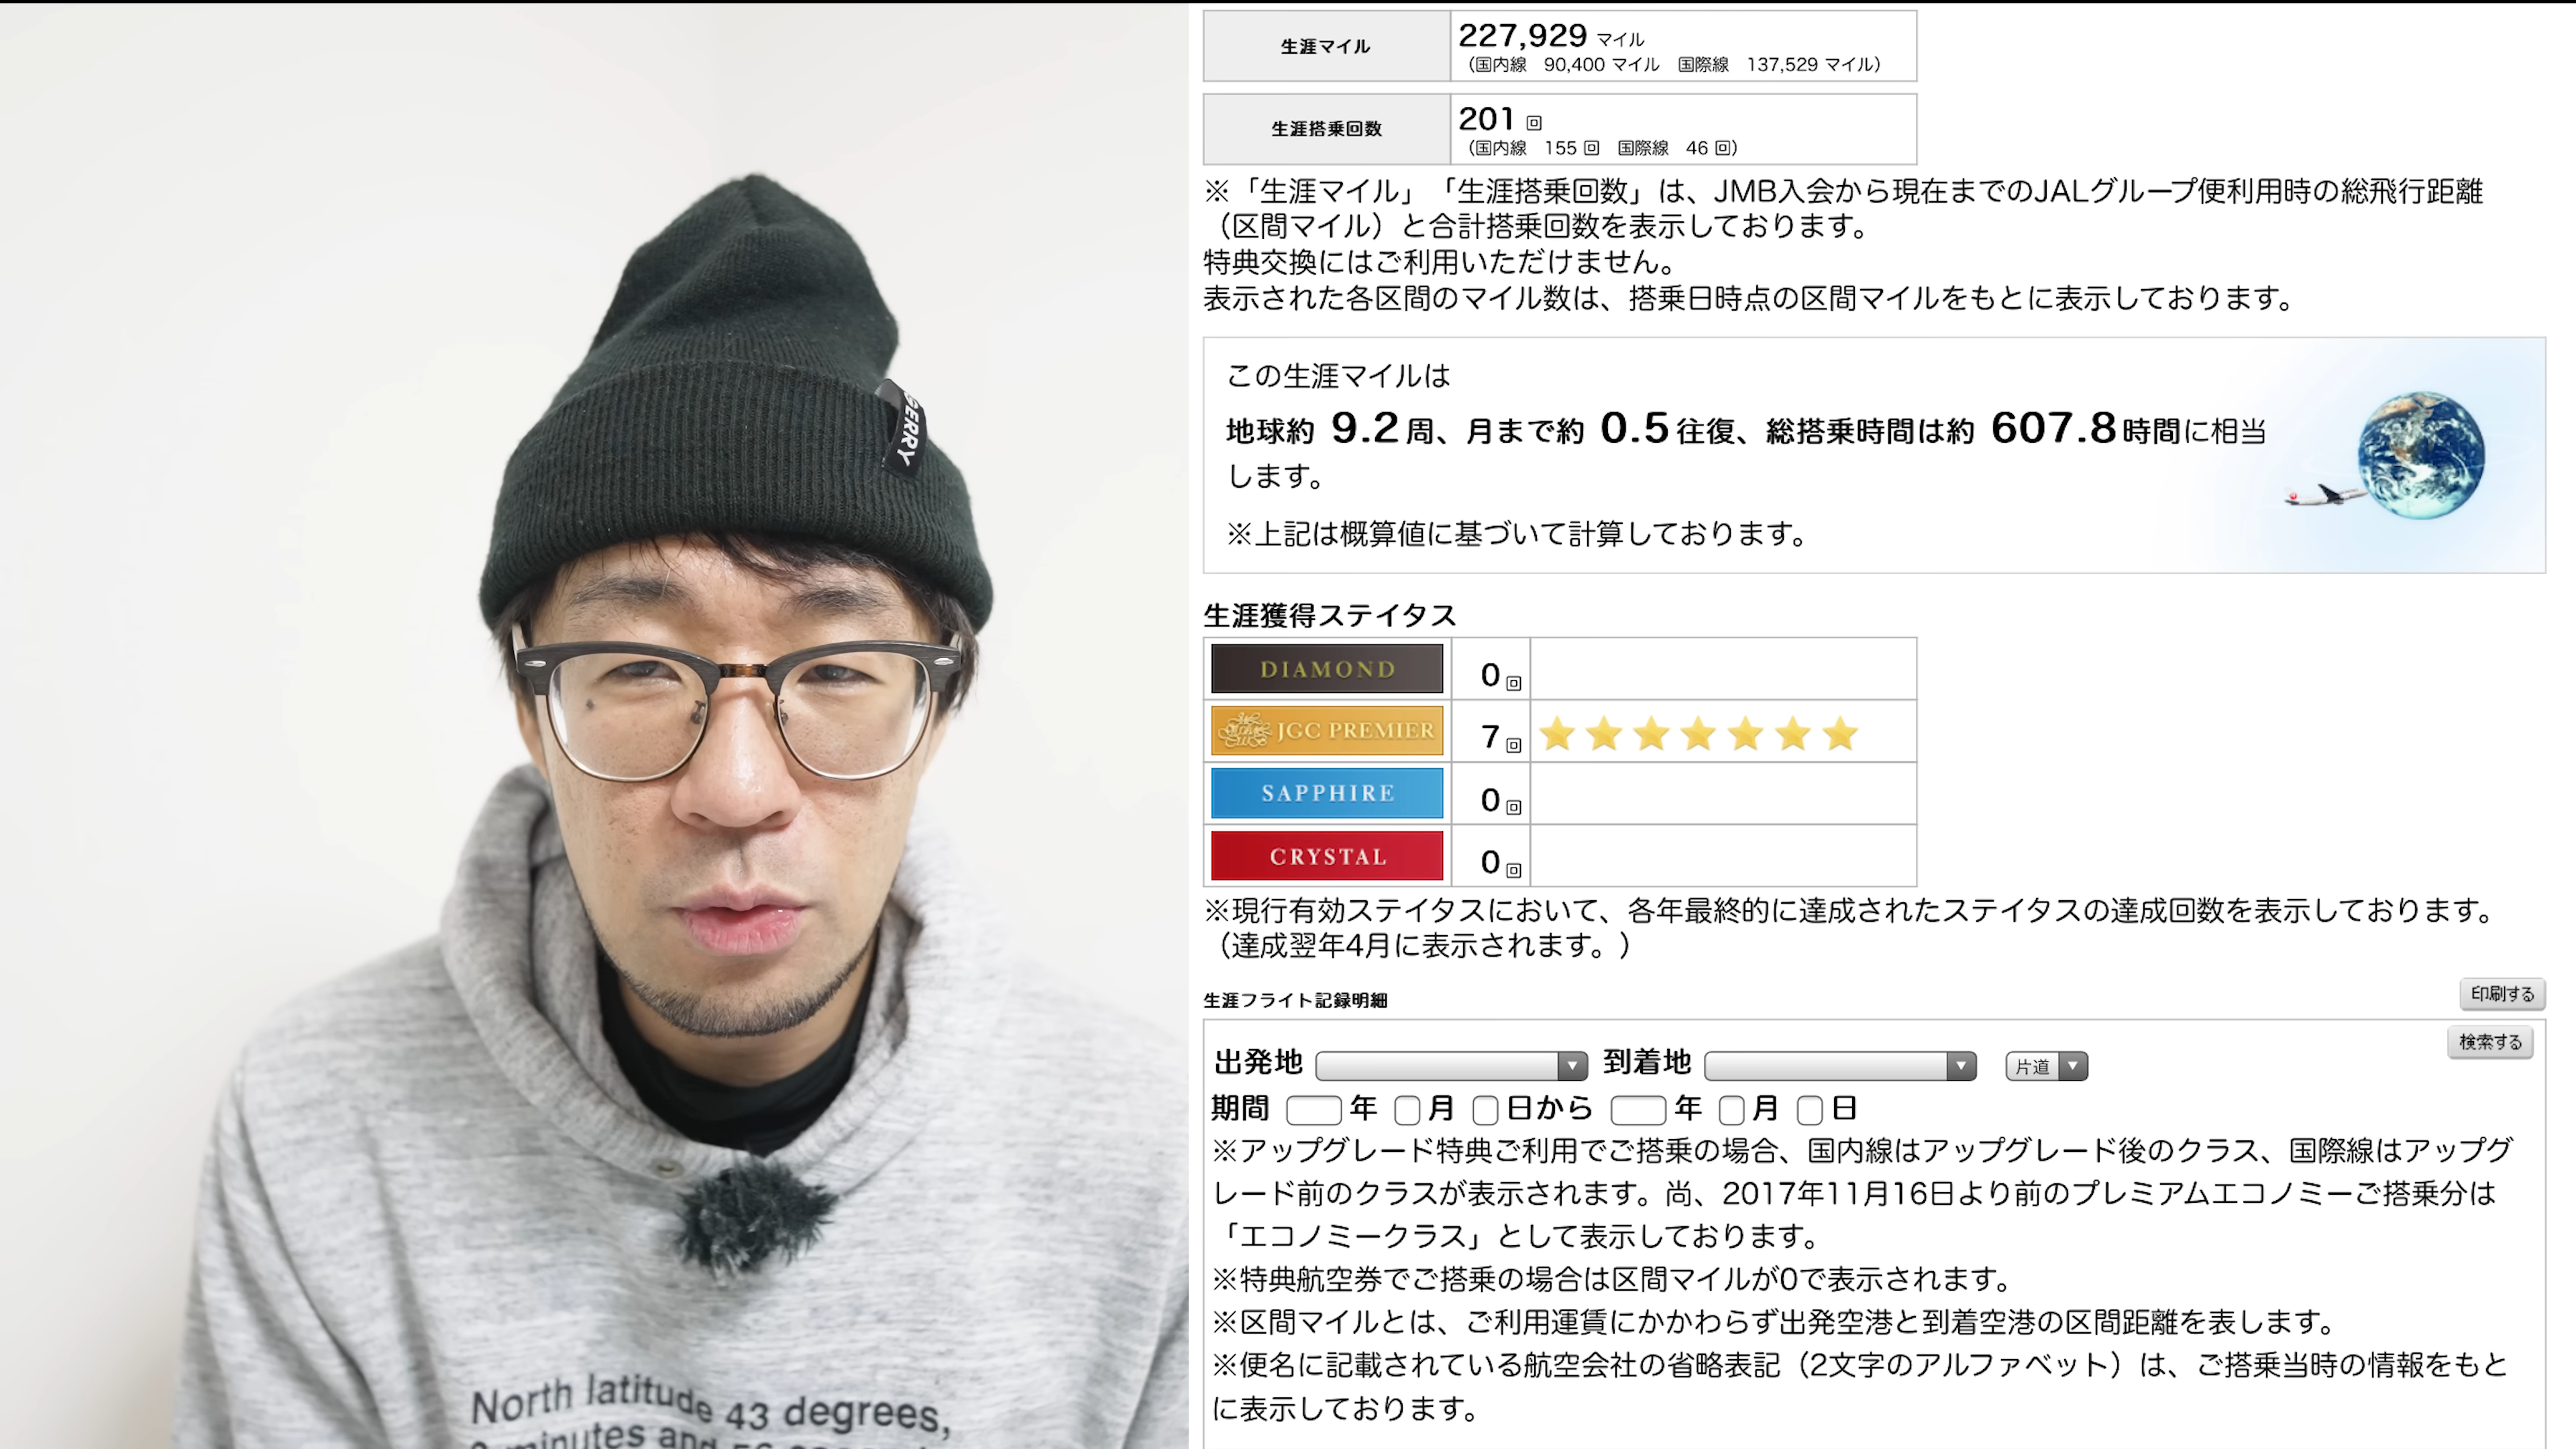 生涯マイル
227,929 マイル
（国内線　90,400 マイル　国際線　137,529 マイル）
生涯搭乗回数
201 回
（国内線　155 回　国際線　46 回）
※「生涯マイル」「生涯搭乗回数」は、JMB入会から現在までのJALグループ便利用時の総飛行距離
（区間マイル）と合計搭乗回数を表示しております。
特典交換にはご利用いただけません。
表示された各区間のマイル数は、搭乗日時点の区間マイルをもとに表示しております。
この生涯マイルは
地球約 9.2 周、月まで約 0.5 往復、総搭乗時間は約 607.8 時間に相当
します。
※上記は概算値に基づいて計算しております。
生涯獲得ステイタス
DIAMOND 0回
JGC PREMIER 7回
SAPPHIRE 0回
CRYSTAL 0回
※現行有効ステイタスにおいて、各年最終的に達成されたステイタスの達成回数を表示しております。
（達成翌年4月に表示されます。）
生涯フライト記録明細
印刷する
検索する
出発地 到着地 片道
期間 年 月 日から 年 月 日
※アップグレード特典ご利用でご搭乗の場合、国内線はアップグレード後のクラス、国際線はアップグ
レード前のクラスが表示されます。尚、2017年11月16日より前のプレミアムエコノミーご搭乗分は
「エコノミークラス」として表示しております。
※特典航空券でご搭乗の場合は区間マイルが0で表示されます。
※区間マイルとは、ご利用運賃にかかわらず出発空港と到着空港の区間距離を表します。
※便名に記載されている航空会社の省略表記（2文字のアルファベット）は、ご搭乗当時の情報をもと
に表示しております。
North latitude 43 degrees,
minutes and